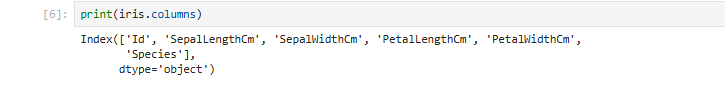 [6]: print(iris.columns)
Index(['Id', 'SepalLengthCm', 'SepalWidthCm', 'PetalLengthCm', 'PetalWidthCm',
       'Species'],
      dtype='object')